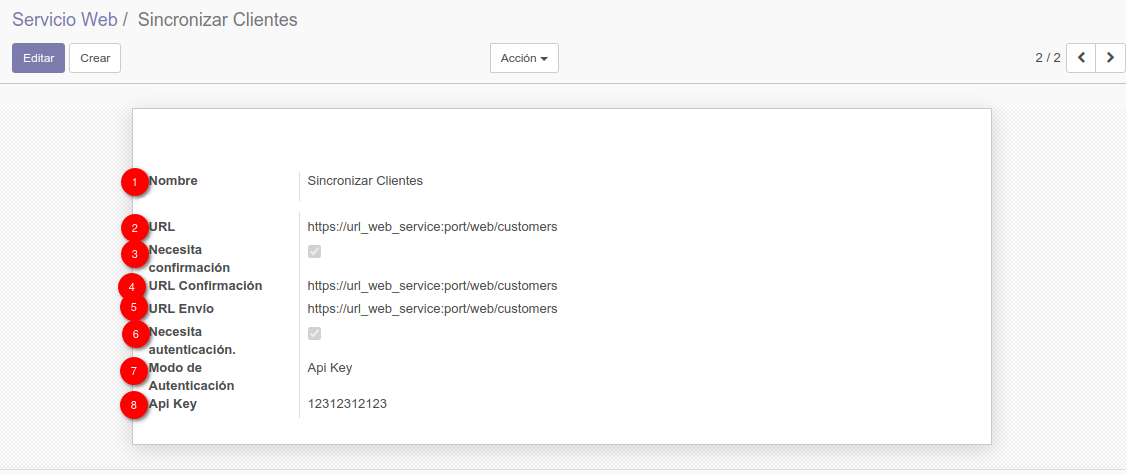 Servicio Web / Sincronizar Clientes
Editar Crear Acción 2 / 2
1 Nombre Sincronizar Clientes
2 URL https://url_web_service:port/web/customers
3 Necesita
confirmación
4 URL Confirmación https://url_web_service:port/web/customers
5 URL Envío https://url_web_service:port/web/customers
6 Necesita
autenticación.
7 Modo de Api Key
Autenticación
8 Api Key 12312312123